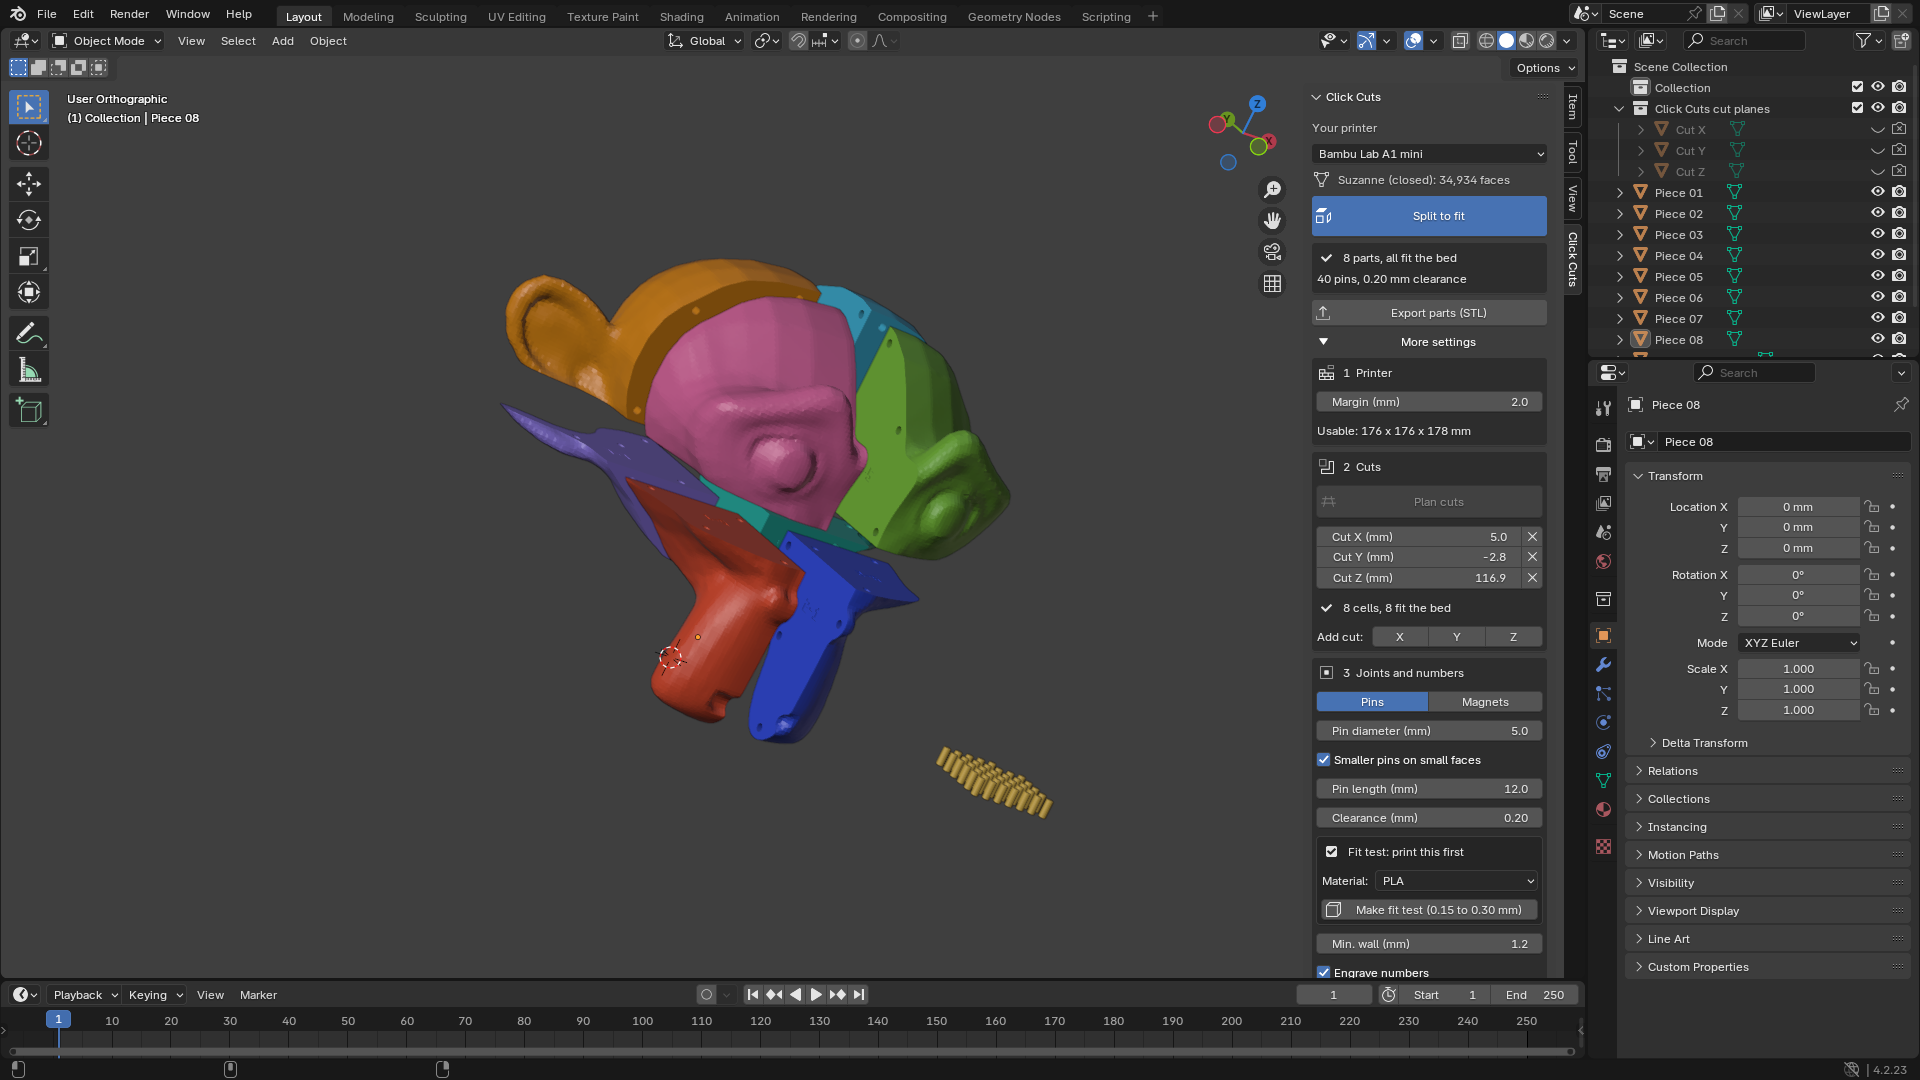 File Edit Render Window Help
Layout Modeling Sculpting UV Editing Texture Paint Shading Animation Rendering Compositing Geometry Nodes Scripting
Scene
ViewLayer
Object Mode View Select Add Object
Global
Search
Options
User Orthographic
(1) Collection | Piece 08
Z
Y
X
Item
Tool
View
Click Cuts
Click Cuts
Your printer
Bambu Lab A1 mini
Suzanne (closed): 34,934 faces
Split to fit
8 parts, all fit the bed
40 pins, 0.20 mm clearance
Export parts (STL)
More settings
1 Printer
Margin (mm) 2.0
Usable: 176 x 176 x 178 mm
2 Cuts
Plan cuts
Cut X (mm) 5.0
Cut Y (mm) -2.8
Cut Z (mm) 116.9
8 cells, 8 fit the bed
Add cut: X Y Z
3 Joints and numbers
Pins Magnets
Pin diameter (mm) 5.0
Smaller pins on small faces
Pin length (mm) 12.0
Clearance (mm) 0.20
Fit test: print this first
Material: PLA
Make fit test (0.15 to 0.30 mm)
Min. wall (mm) 1.2
Engrave numbers
Scene Collection
Collection
Click Cuts cut planes
Cut X
Cut Y
Cut Z
Piece 01
Piece 02
Piece 03
Piece 04
Piece 05
Piece 06
Piece 07
Piece 08
Search
Piece 08
Piece 08
Transform
Location X 0 mm
Y 0 mm
Z 0 mm
Rotation X 0°
Y 0°
Z 0°
Mode XYZ Euler
Scale X 1.000
Y 1.000
Z 1.000
Delta Transform
Relations
Collections
Instancing
Motion Paths
Visibility
Viewport Display
Line Art
Custom Properties
Playback Keying View Marker
1 Start 1 End 250
1 10 20 30 40 50 60 70 80 90 100 110 120 130 140 150 160 170 180 190 200 210 220 230 240 250
4.2.23